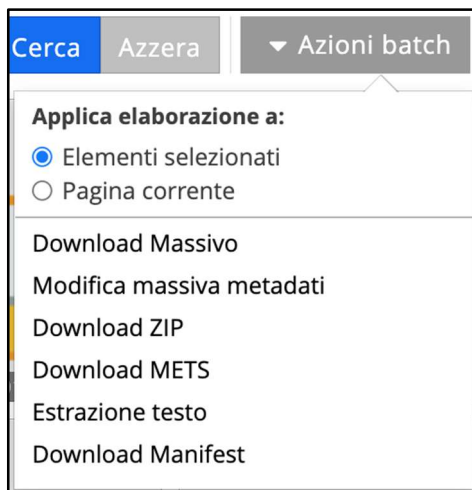 Cerca Azzera Azioni batch
Applica elaborazione a:
Elementi selezionati
Pagina corrente
Download Massivo
Modifica massiva metadati
Download ZIP
Download METS
Estrazione testo
Download Manifest